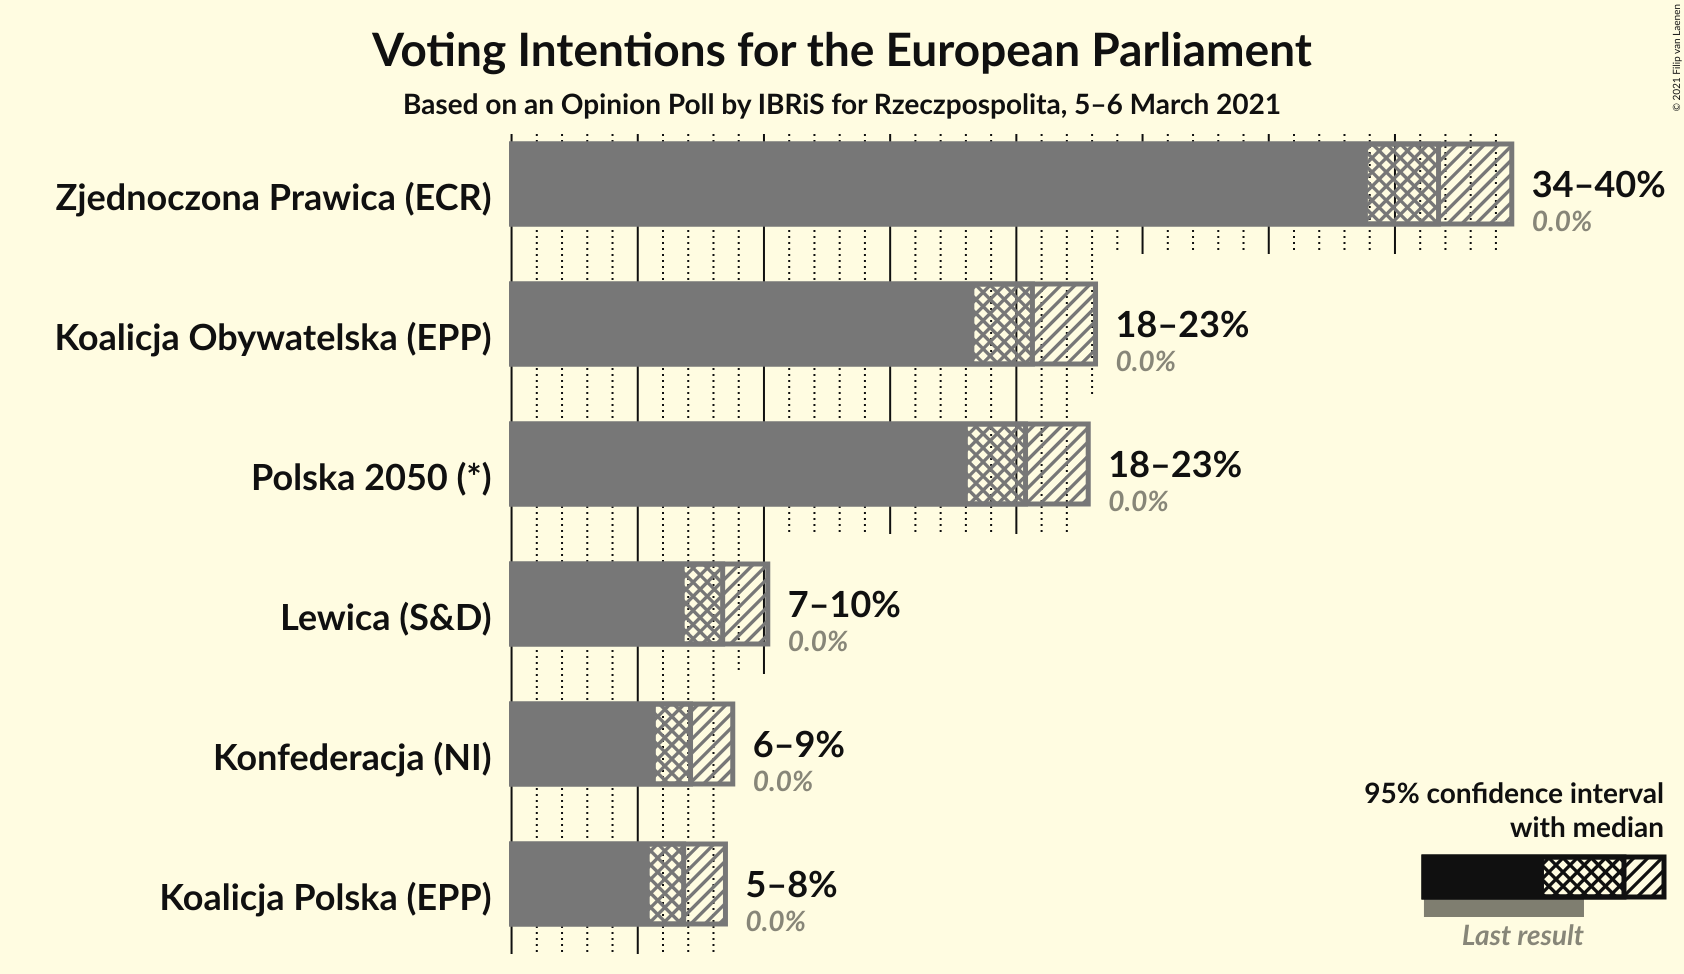 Voting Intentions for the European Parliament
Based on an Opinion Poll by IBRiS for Rzeczpospolita, 5–6 March 2021
© 2021 Filip van Laenen
Zjednoczona Prawica (ECR)
34–40%
0.0%
Koalicja Obywatelska (EPP)
18–23%
0.0%
Polska 2050 (*)
18–23%
0.0%
Lewica (S&D)
7–10%
0.0%
Konfederacja (NI)
6–9%
0.0%
Koalicja Polska (EPP)
5–8%
0.0%
95% confidence interval
with median
Last result